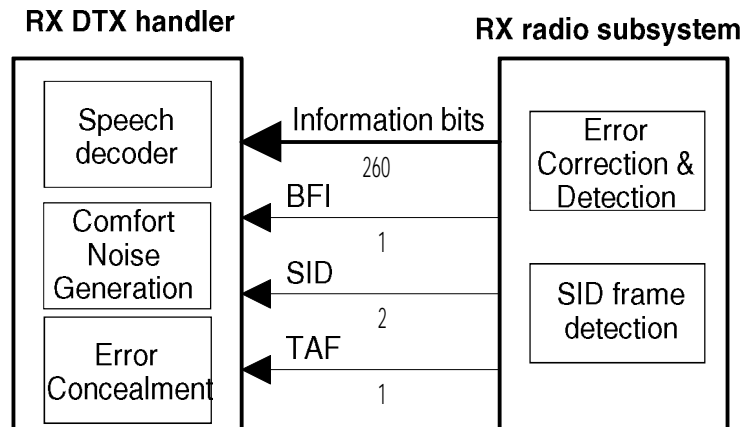 RX DTX handler
RX radio subsystem
Speech
decoder
Comfort
Noise
Generation
Error
Concealment
Information bits
260
BFI
1
SID
2
TAF
1
Error
Correction &
Detection
SID frame
detection